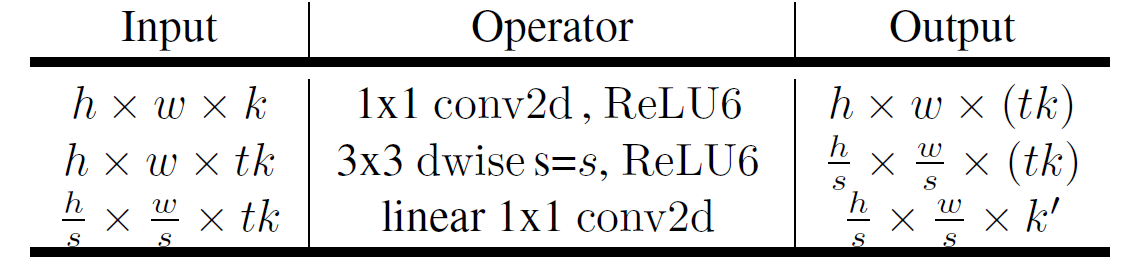 Input Operator Output
h × w × k 1x1 conv2d , ReLU6 h × w × (tk)
h × w × tk 3x3 dwise s=s, ReLU6 h/s × w/s × (tk)
h/s × w/s × tk linear 1x1 conv2d h/s × w/s × k′